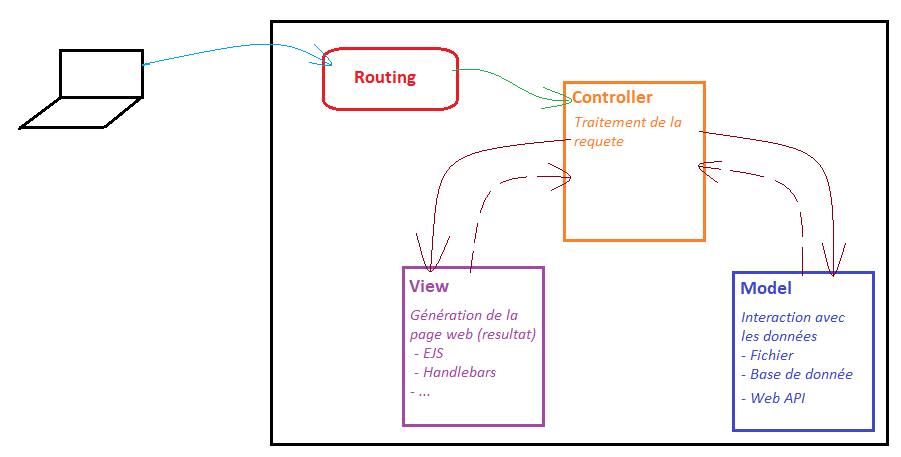 Routing
Controller
Traitement de la
requete
View
Génération de la
page web (resultat)
- EJS
- Handlebars
- ...
Model
Interaction avec
les données
- Fichier
- Base de donnée
- Web API